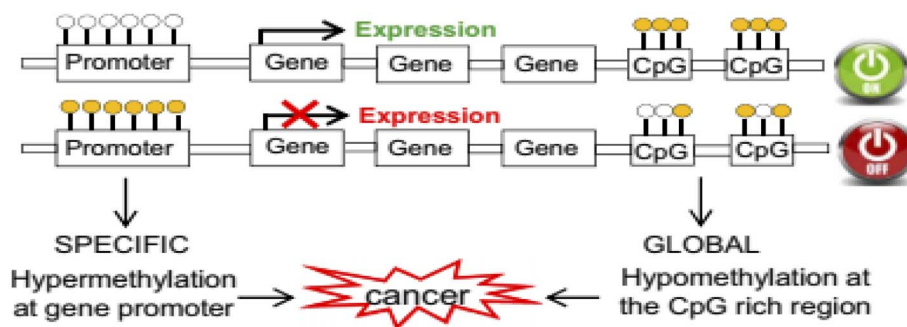 Expression
Promoter Gene Gene Gene CpG CpG
ON
Expression
Promoter Gene Gene Gene CpG CpG
OFF
SPECIFIC GLOBAL
Hypermethylation
at gene promoter
cancer
Hypomethylation at
the CpG rich region